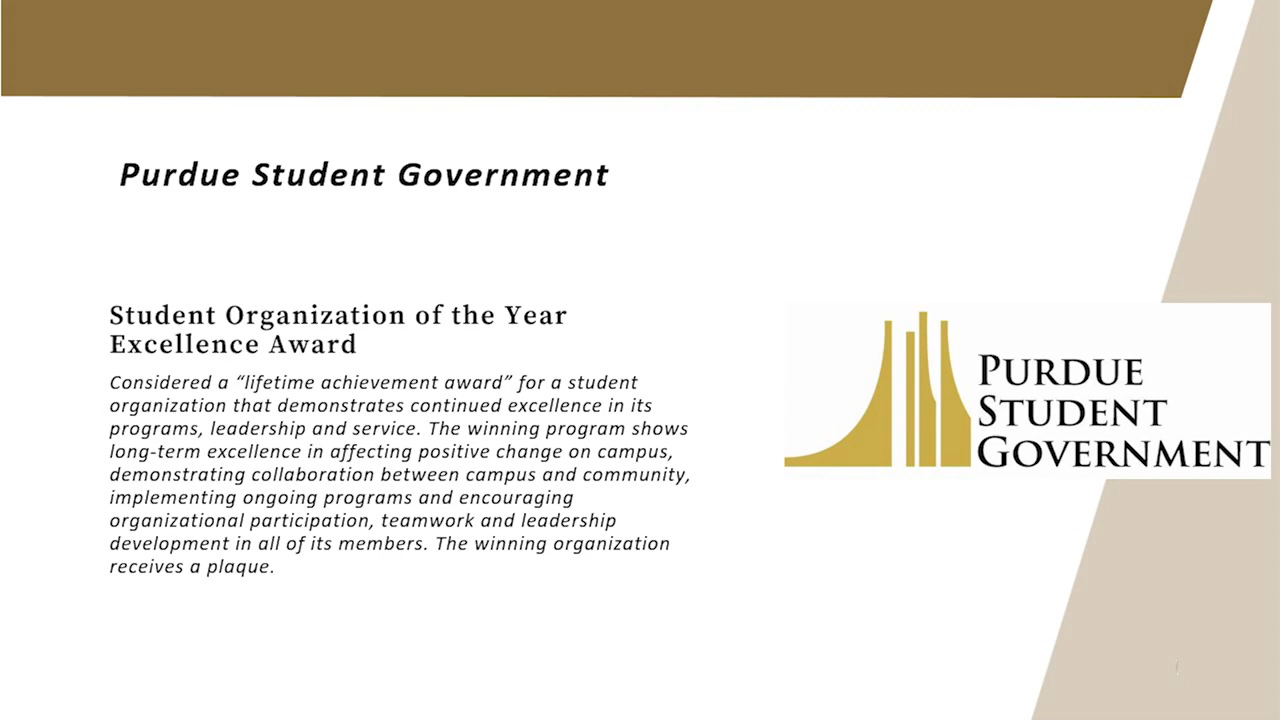 Purdue Student Government
Student Organization of the Year
Excellence Award
Considered a “lifetime achievement award” for a student
organization that demonstrates continued excellence in its
programs, leadership and service. The winning program shows
long-term excellence in affecting positive change on campus,
demonstrating collaboration between campus and community,
implementing ongoing programs and encouraging
organizational participation, teamwork and leadership
development in all of its members. The winning organization
receives a plaque.
PURDUE
STUDENT
GOVERNMENT